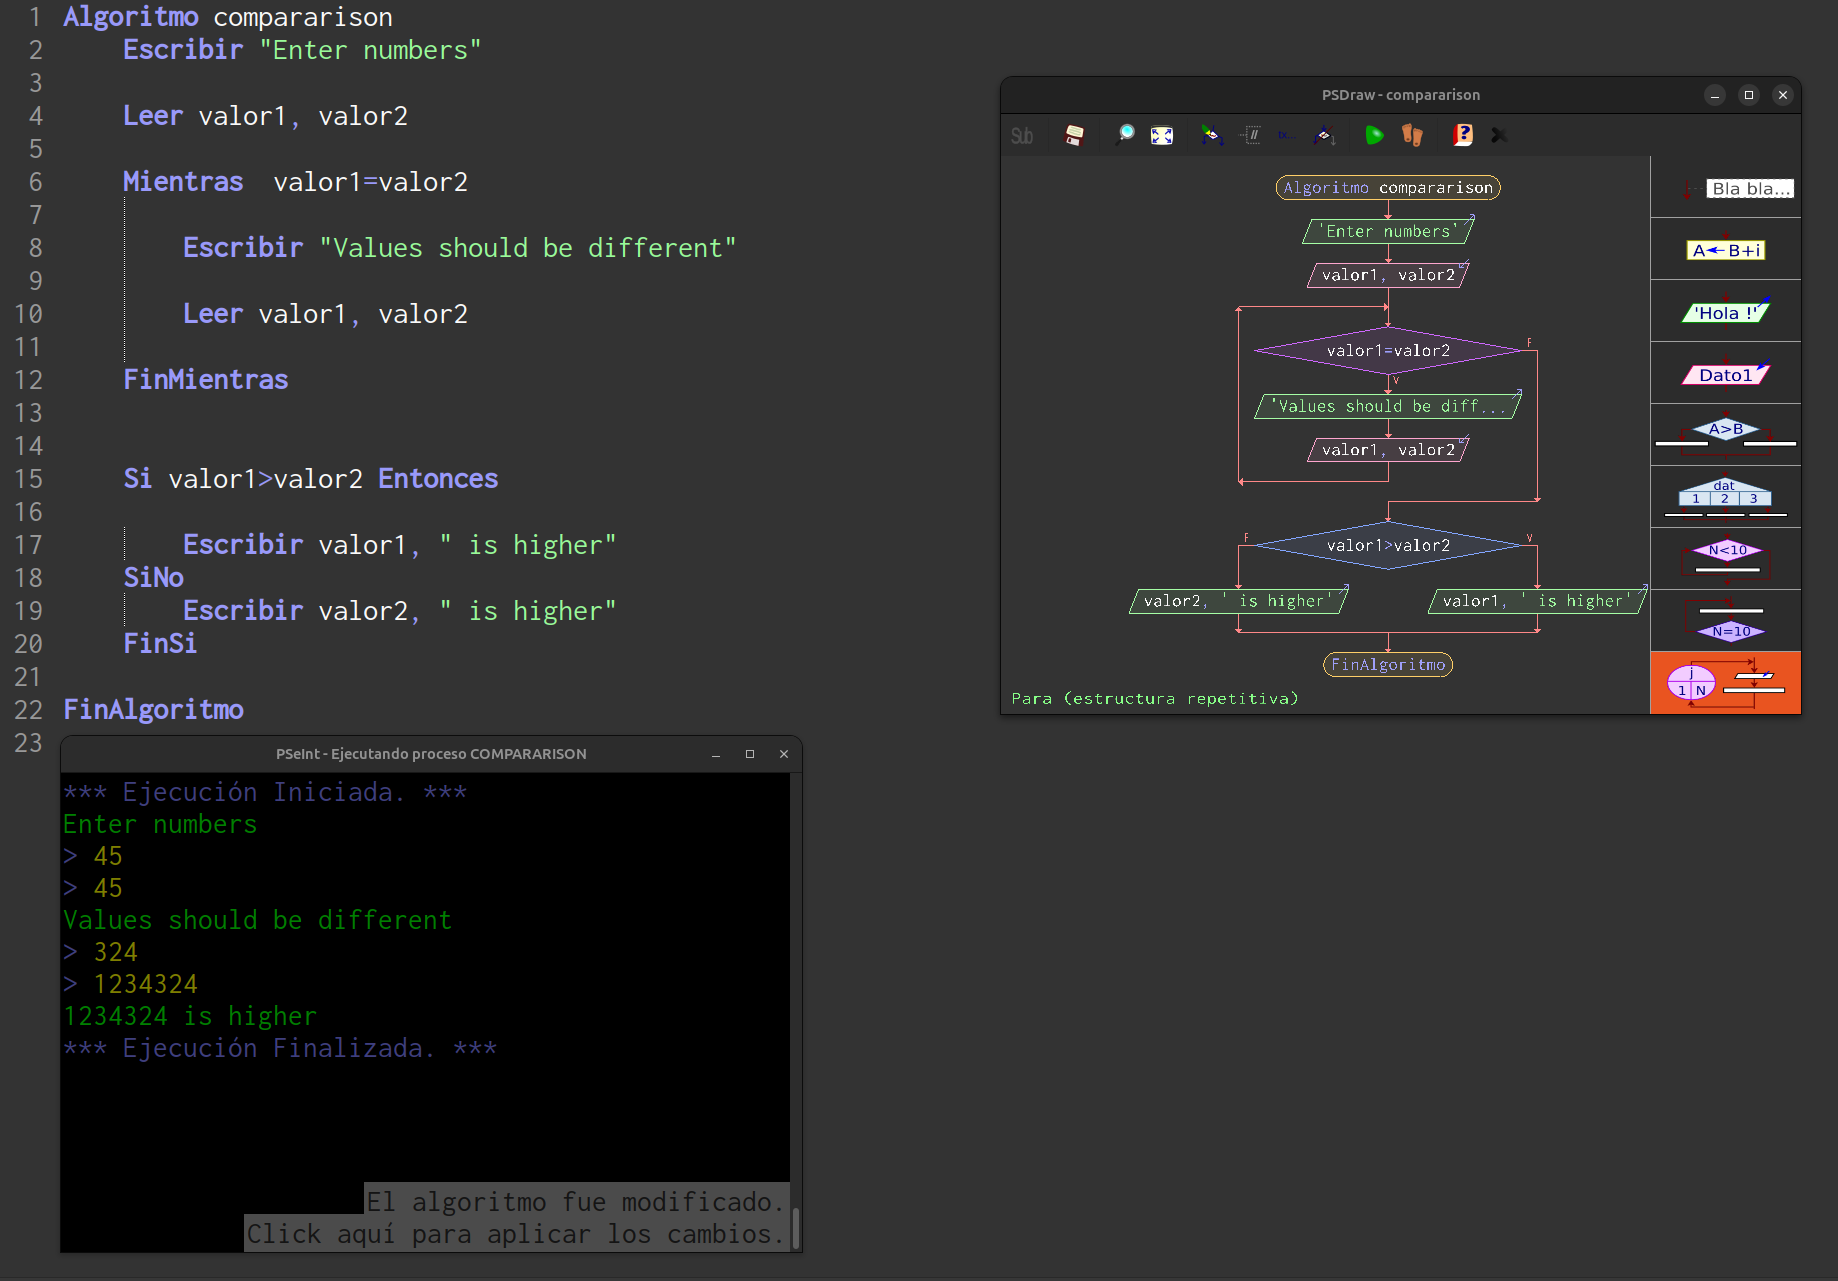 1 Algoritmo compararison
2 Escribir "Enter numbers"
3
4 Leer valor1, valor2
5
6 Mientras  valor1=valor2
7
8 Escribir "Values should be different"
9
10 Leer valor1, valor2
11
12 FinMientras
13
14
15 Si valor1>valor2 Entonces
16
17 Escribir valor1, " is higher"
18 SiNo
19 Escribir valor2, " is higher"
20 FinSi
21
22 FinAlgoritmo
23
PSDraw - compararison
Sub
//
tx...
?
Algoritmo compararison
'Enter numbers'
valor1, valor2
valor1=valor2
F
V
'Values should be diff...
valor1, valor2
valor1>valor2
F
V
valor2, ' is higher'
valor1, ' is higher'
FinAlgoritmo
Para (estructura repetitiva)
Bla bla...
A←B+i
'Hola !'
Dato1
A>B
dat
1 2 3
N<10
N=10
j
1 N
PSeInt - Ejecutando proceso COMPARARISON
*** Ejecución Iniciada. ***
Enter numbers
> 45
> 45
Values should be different
> 324
> 1234324
1234324 is higher
*** Ejecución Finalizada. ***
El algoritmo fue modificado.
Click aquí para aplicar los cambios.